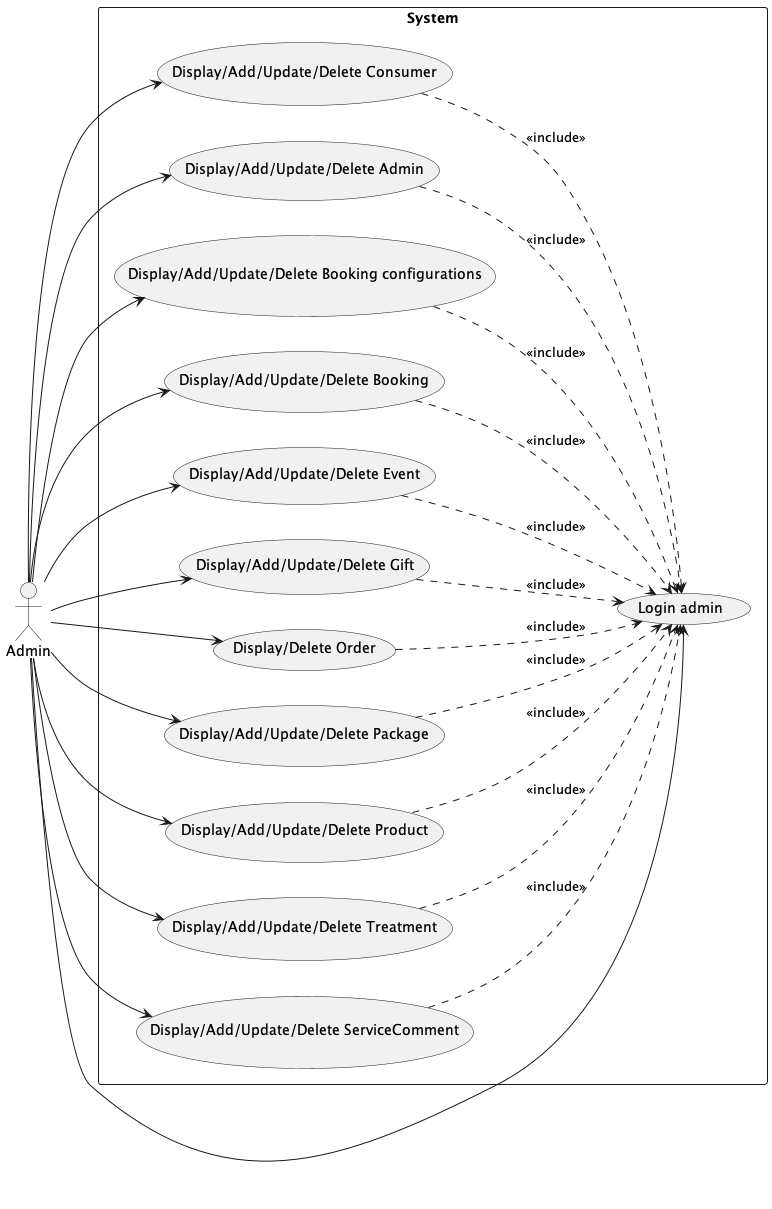 System
Display/Add/Update/Delete Consumer
«include»
Display/Add/Update/Delete Admin
«include»
Display/Add/Update/Delete Booking configurations
«include»
Display/Add/Update/Delete Booking
«include»
Display/Add/Update/Delete Event
«include»
Display/Add/Update/Delete Gift
«include»
Login admin
«include»
Display/Delete Order
Admin
«include»
Display/Add/Update/Delete Package
«include»
Display/Add/Update/Delete Product
«include»
Display/Add/Update/Delete Treatment
«include»
Display/Add/Update/Delete ServiceComment